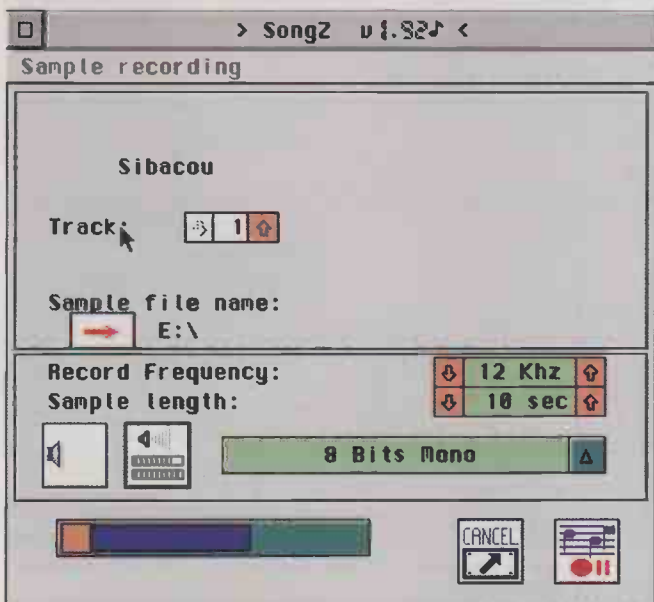 > SongZ v1.92♪ <
Sample recording
Sibacou
Track: 1
Sample file name:
E:\
Record Frequency: 12 Khz
Sample length: 10 sec
8 Bits Mono
CANCEL